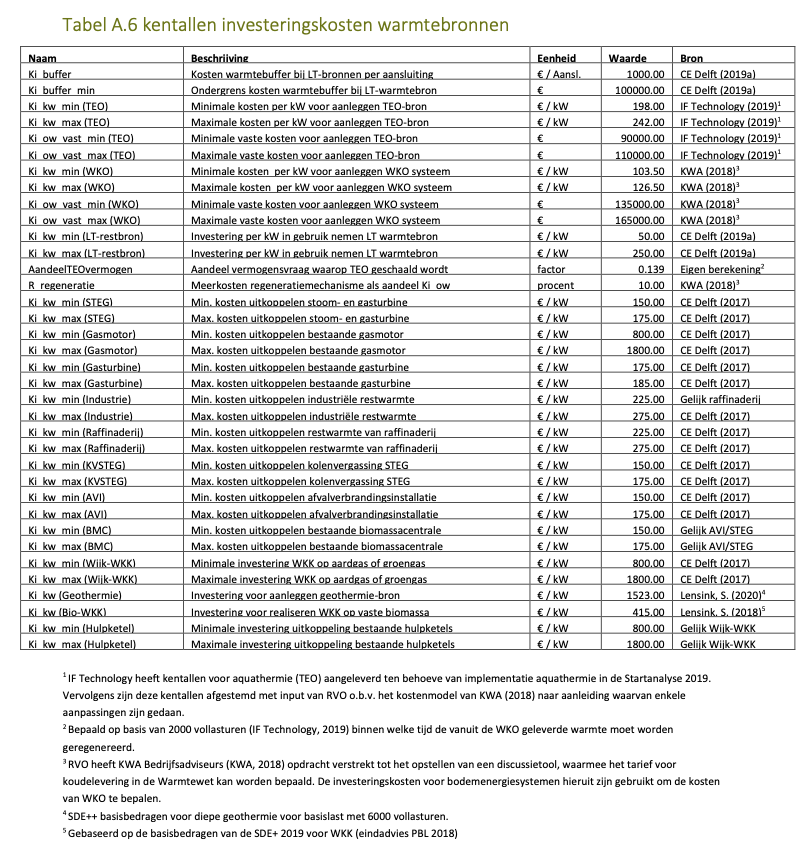 Tabel A.6 kentallen investeringskosten warmtebronnen
Naam Beschrijving Eenheid Waarde Bron
Ki_buffer Kosten warmtebuffer bij LT-bronnen per aansluiting € / Aansl. 1000.00 CE Delft (2019a)
Ki_buffer_min Ondergrens kosten warmtebuffer bij LT-warmtebron € 100000.00 CE Delft (2019a)
Ki_kw_min (TEO) Minimale kosten per kW voor aanleggen TEO-bron € / kW 198.00 IF Technology (2019)¹
Ki_kw_max (TEO) Maximale kosten per kW voor aanleggen TEO-bron € / kW 242.00 IF Technology (2019)¹
Ki_ow_vast_min (TEO) Minimale vaste kosten voor aanleggen TEO-bron € 90000.00 IF Technology (2019)¹
Ki_ow_vast_max (TEO) Maximale vaste kosten voor aanleggen TEO-bron € 110000.00 IF Technology (2019)¹
Ki_kw_min (WKO) Minimale kosten per kW voor aanleggen WKO systeem € / kW 103.50 KWA (2018)³
Ki_kw_max (WKO) Maximale kosten per kW voor aanleggen WKO systeem € / kW 126.50 KWA (2018)³
Ki_ow_vast_min (WKO) Minimale vaste kosten voor aanleggen WKO systeem € 135000.00 KWA (2018)³
Ki_ow_vast_max (WKO) Maximale vaste kosten voor aanleggen WKO systeem € 165000.00 KWA (2018)³
Ki_kw_min (LT-restbron) Investering per kW in gebruik nemen LT warmtebron € / kW 50.00 CE Delft (2019a)
Ki_kw_max (LT-restbron) Investering per kW in gebruik nemen LT warmtebron € / kW 250.00 CE Delft (2019a)
AandeelTEOvermogen Aandeel vermogensvraag waarop TEO geschaald wordt factor 0.139 Eigen berekening²
R_regeneratie Meerkosten regeneratiemechanisme als aandeel Ki_ow procent 10.00 KWA (2018)³
Ki_kw_min (STEG) Min. kosten uitkoppelen stoom- en gasturbine € / kW 150.00 CE Delft (2017)
Ki_kw_max (STEG) Max. kosten uitkoppelen stoom- en gasturbine € / kW 175.00 CE Delft (2017)
Ki_kw_min (Gasmotor) Min. kosten uitkoppelen bestaande gasmotor € / kW 800.00 CE Delft (2017)
Ki_kw_max (Gasmotor) Max. kosten uitkoppelen bestaande gasmotor € / kW 1800.00 CE Delft (2017)
Ki_kw_min (Gasturbine) Min. kosten uitkoppelen bestaande gasturbine € / kW 175.00 CE Delft (2017)
Ki_kw_max (Gasturbine) Max. kosten uitkoppelen bestaande gasturbine € / kW 185.00 CE Delft (2017)
Ki_kw_min (Industrie) Min. kosten uitkoppelen industriële restwarmte € / kW 225.00 Gelijk raffinaderij
Ki_kw_max (Industrie) Max. kosten uitkoppelen industriële restwarmte € / kW 275.00 CE Delft (2017)
Ki_kw_min (Raffinaderij) Min. kosten uitkoppelen restwarmte van raffinaderij € / kW 225.00 CE Delft (2017)
Ki_kw_max (Raffinaderij) Max. kosten uitkoppelen restwarmte van raffinaderij € / kW 275.00 CE Delft (2017)
Ki_kw_min (KVSTEG) Min. kosten uitkoppelen kolenvergassing STEG € / kW 150.00 CE Delft (2017)
Ki_kw_max (KVSTEG) Max. kosten uitkoppelen kolenvergassing STEG € / kW 175.00 CE Delft (2017)
Ki_kw_min (AVI) Min. kosten uitkoppelen afvalverbrandingsinstallatie € / kW 150.00 CE Delft (2017)
Ki_kw_max (AVI) Max. kosten uitkoppelen afvalverbrandingsinstallatie € / kW 175.00 CE Delft (2017)
Ki_kw_min (BMC) Min. kosten uitkoppelen bestaande biomassacentrale € / kW 150.00 Gelijk AVI/STEG
Ki_kw_max (BMC) Max. kosten uitkoppelen bestaande biomassacentrale € / kW 175.00 Gelijk AVI/STEG
Ki_kw_min (Wijk-WKK) Minimale investering WKK op aardgas of groengas € / kW 800.00 CE Delft (2017)
Ki_kw_max (Wijk-WKK) Maximale investering WKK op aardgas of groengas € / kW 1800.00 CE Delft (2017)
Ki_kw (Geothermie) Investering voor aanleggen geothermie-bron € / kW 1523.00 Lensink, S. (2020)⁴
Ki_kw (Bio-WKK) Investering voor realiseren WKK op vaste biomassa € / kW 415.00 Lensink, S. (2018)⁵
Ki_kw_min (Hulpketel) Minimale investering uitkoppeling bestaande hulpketels € / kW 800.00 Gelijk Wijk-WKK
Ki_kw_max (Hulpketel) Maximale investering uitkoppeling bestaande hulpketels € / kW 1800.00 Gelijk Wijk-WKK
¹ IF Technology heeft kentallen voor aquathermie (TEO) aangeleverd ten behoeve van implementatie aquathermie in de Startanalyse 2019.
Vervolgens zijn deze kentallen afgestemd met input van RVO o.b.v. het kostenmodel van KWA (2018) naar aanleiding waarvan enkele
aanpassingen zijn gedaan.
² Bepaald op basis van 2000 vollasturen (IF Technology, 2019) binnen welke tijd de vanuit de WKO geleverde warmte moet worden
geregenereerd.
³ RVO heeft KWA Bedrijfsadviseurs (KWA, 2018) opdracht verstrekt tot het opstellen van een discussietool, waarmee het tarief voor
koudelevering in de Warmtewet kan worden bepaald. De investeringskosten voor bodemenergiesystemen hieruit zijn gebruikt om de kosten
van WKO te bepalen.
⁴ SDE++ basisbedragen voor diepe geothermie voor basislast met 6000 vollasturen.
⁵ Gebaseerd op de basisbedragen van de SDE+ 2019 voor WKK (eindadvies PBL 2018)